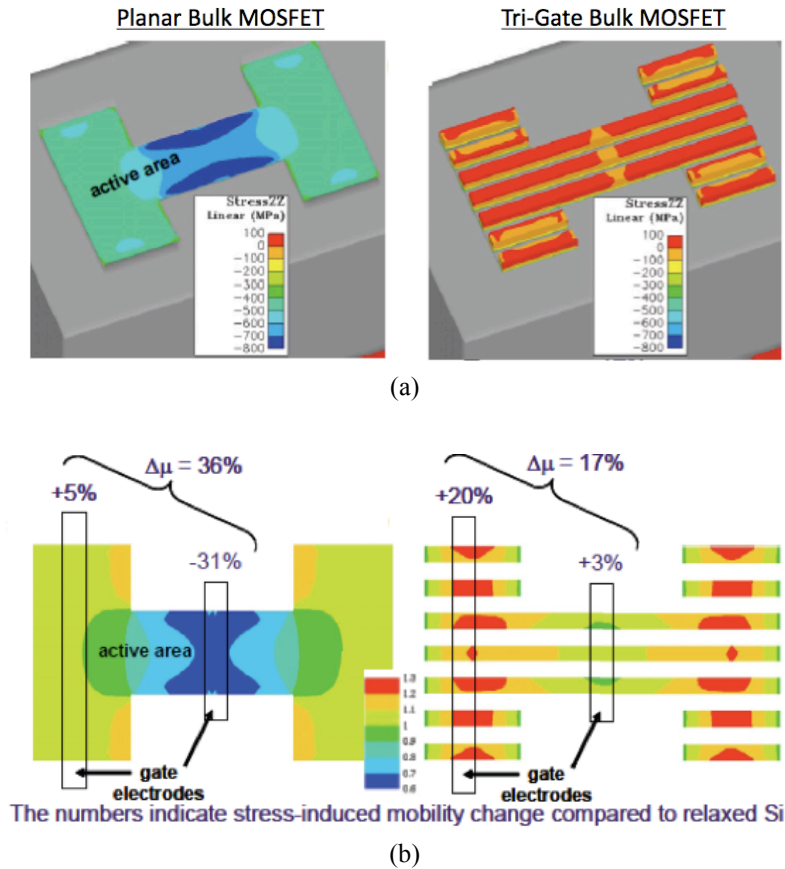 Planar Bulk MOSFET
Tri-Gate Bulk MOSFET
active area
StressZZ
Linear (MPa)
100
0
-100
-200
-300
-400
-500
-600
-700
-800
StressZZ
Linear (MPa)
100
0
-100
-200
-300
-400
-500
-600
-700
-800
(a)
Δμ = 36%
+5%
-31%
active area
gate
electrodes
Δμ = 17%
+20%
+3%
gate
electrodes
1.3
1.2
1.1
1
0.9
0.8
0.7
0.6
The numbers indicate stress-induced mobility change compared to relaxed Si
(b)